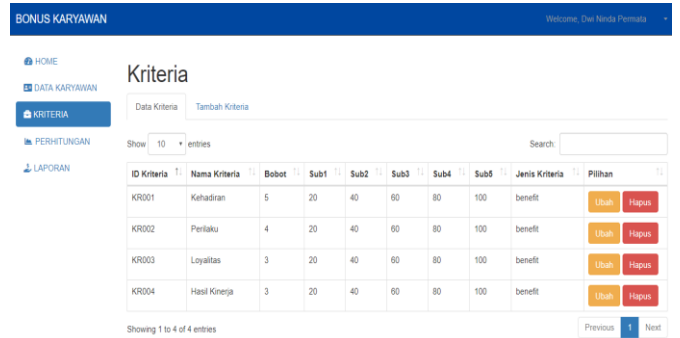 BONUS KARYAWAN
Welcome, Dwi Ninda Permata
HOME
DATA KARYAWAN
KRITERIA
PERHITUNGAN
LAPORAN
Kriteria
Data Kriteria Tambah Kriteria
Show 10 entries Search:
ID Kriteria Nama Kriteria Bobot Sub1 Sub2 Sub3 Sub4 Sub5 Jenis Kriteria Pilihan
KR001 Kehadiran 5 20 40 60 80 100 benefit Ubah Hapus
KR002 Perilaku 4 20 40 60 80 100 benefit Ubah Hapus
KR003 Loyalitas 3 20 40 60 80 100 benefit Ubah Hapus
KR004 Hasil Kinerja 3 20 40 60 80 100 benefit Ubah Hapus
Showing 1 to 4 of 4 entries Previous 1 Next